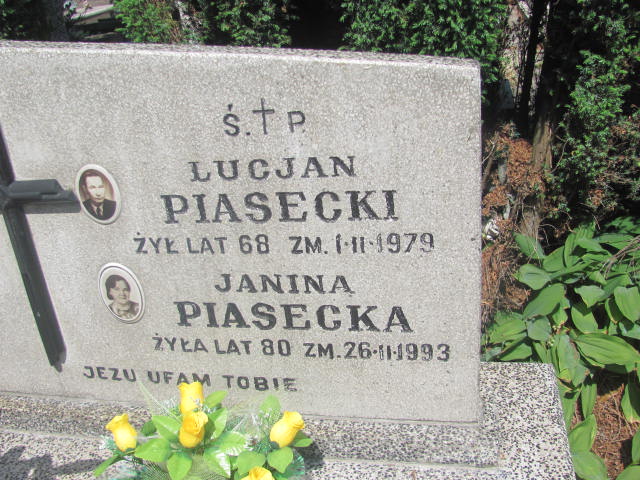 Ś.†P.
LUCJAN
PIASECKI
ŻYŁ LAT 68 ZM. 1·II·1979
JANINA
PIASECKA
ŻYŁA LAT 80 ZM. 26·II·1993
JEZU UFAM TOBIE